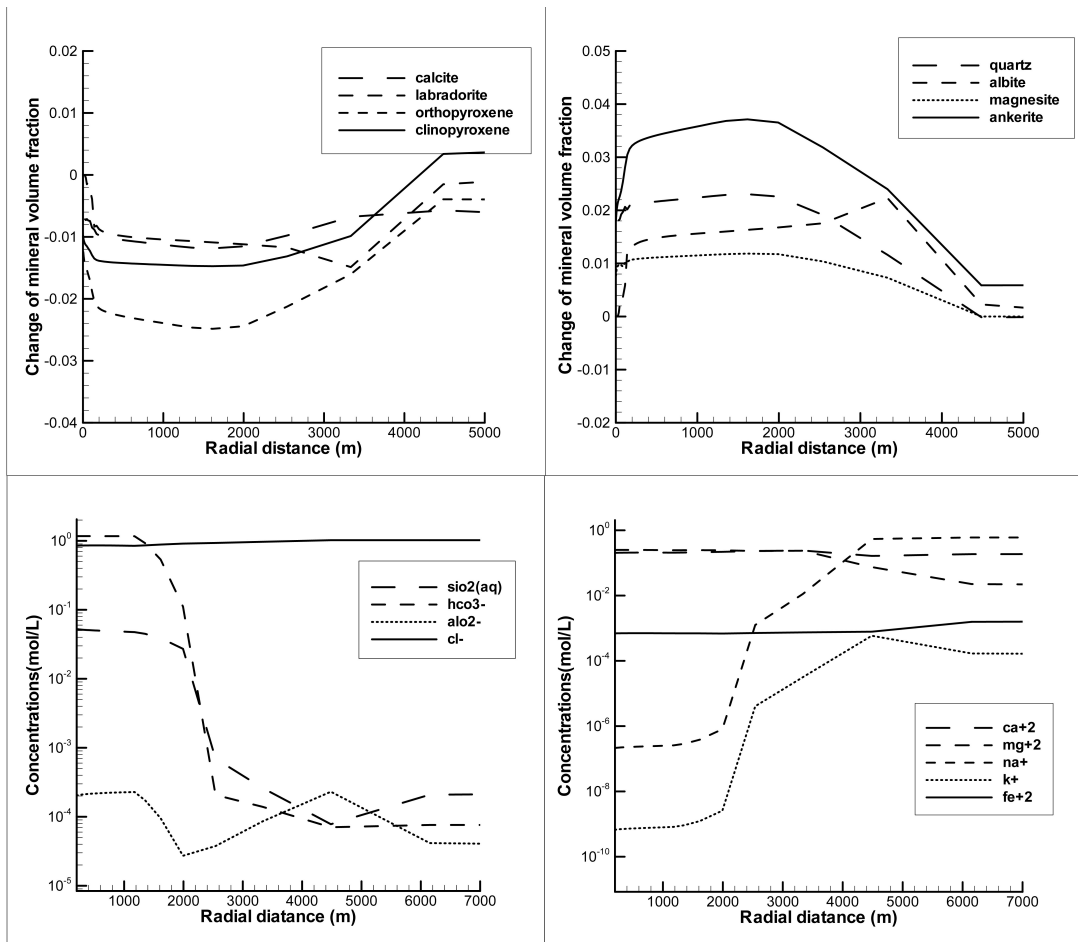 0.02
0.01
0
-0.01
-0.02
-0.03
-0.04
Change of mineral volume fraction
0 1000 2000 3000 4000 5000
Radial distance (m)
calcite
labradorite
orthopyroxene
clinopyroxene
0.05
0.04
0.03
0.02
0.01
0
-0.01
-0.02
Change of mineral volume fraction
0 1000 2000 3000 4000 5000
Radial distance (m)
quartz
albite
magnesite
ankerite
10^0
10^-1
10^-2
10^-3
10^-4
10^-5
Concentrations(mol/L)
1000 2000 3000 4000 5000 6000 7000
Radial diatance (m)
sio2(aq)
hco3-
alo2-
cl-
10^0
10^-2
10^-4
10^-6
10^-8
10^-10
Concentrations(mol/L)
1000 2000 3000 4000 5000 6000 7000
Radial diatance (m)
ca+2
mg+2
na+
k+
fe+2